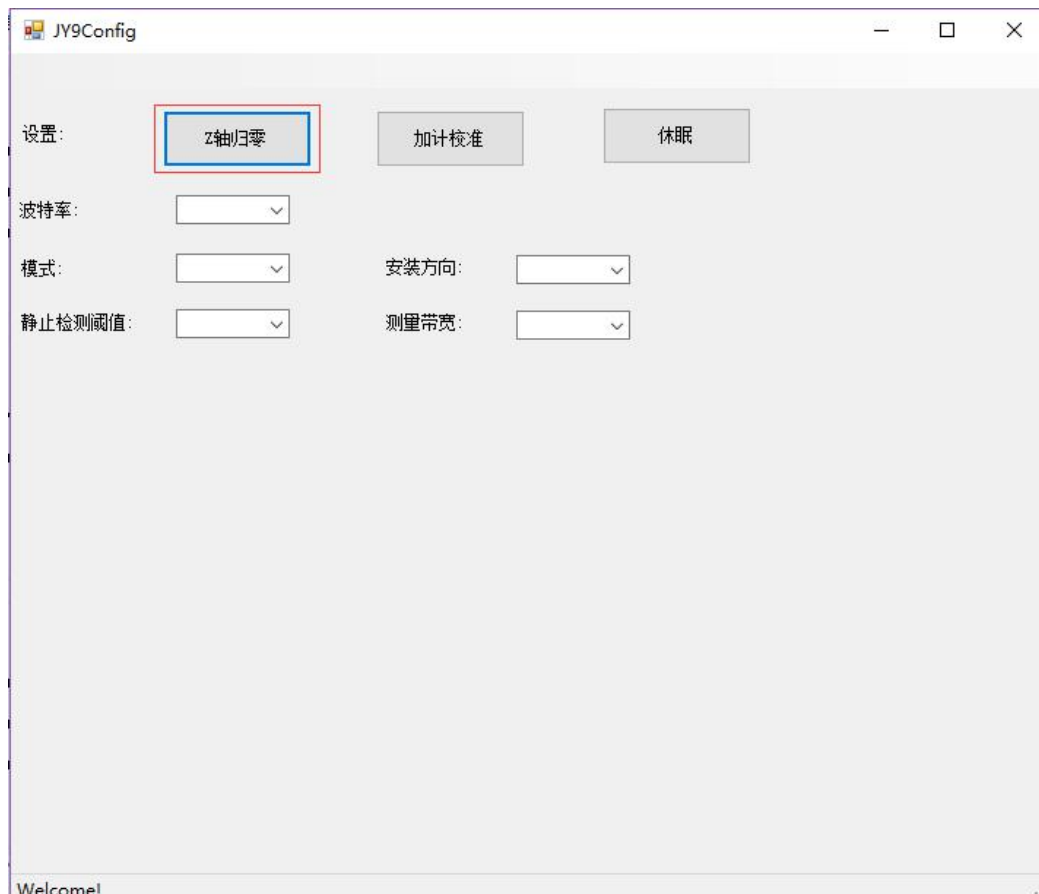 JY9Config
设置: Z轴归零 加计校准 休眠
波特率:
模式: 安装方向:
静止检测阈值: 测量带宽:
Welcome!